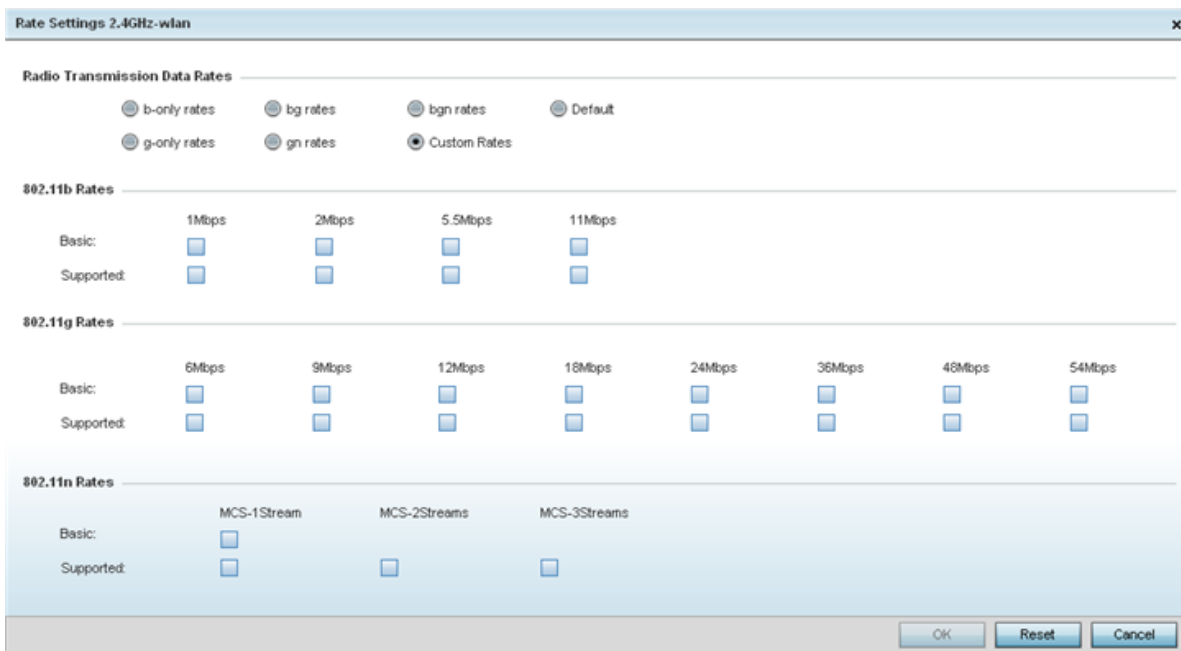 Rate Settings 2.4GHz-wlan
Radio Transmission Data Rates
b-only rates bg rates bgn rates Default
g-only rates gn rates Custom Rates
802.11b Rates
1Mbps 2Mbps 5.5Mbps 11Mbps
Basic:
Supported:
802.11g Rates
6Mbps 9Mbps 12Mbps 18Mbps 24Mbps 36Mbps 48Mbps 54Mbps
Basic:
Supported:
802.11n Rates
MCS-1Stream MCS-2Streams MCS-3Streams
Basic:
Supported:
OK Reset Cancel